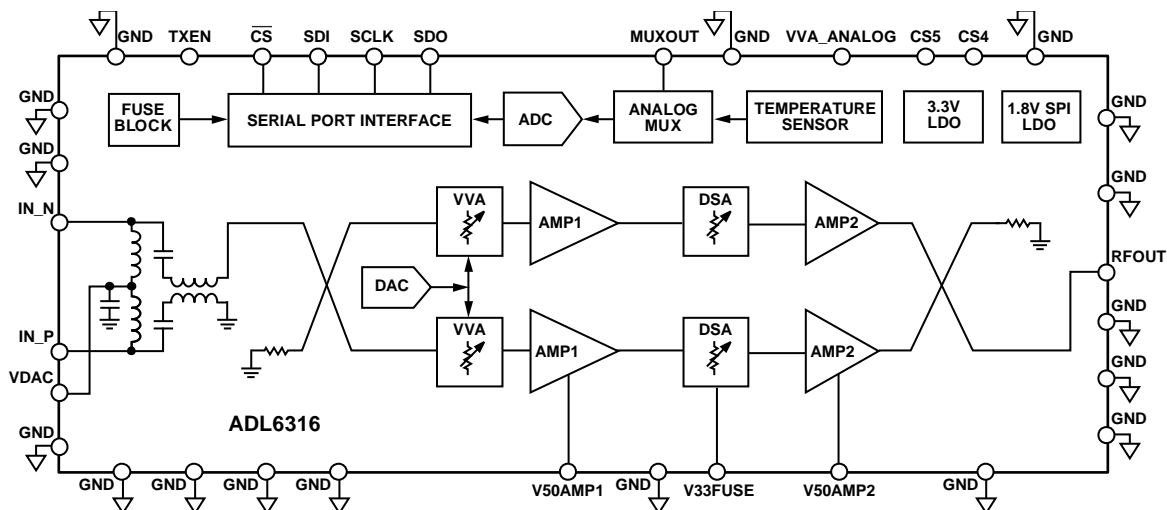 GND
TXEN
CS
SDI
SCLK
SDO
MUXOUT
GND
VVA_ANALOG
CS5
CS4
GND
GND
FUSE
BLOCK
SERIAL PORT INTERFACE
ADC
ANALOG
MUX
TEMPERATURE
SENSOR
3.3V
LDO
1.8V SPI
LDO
GND
GND
GND
IN_N
VVA
AMP1
DSA
AMP2
RFOUT
DAC
GND
IN_P
VVA
AMP1
DSA
AMP2
VDAC
GND
ADL6316
GND
GND
GND
GND
GND
GND
V50AMP1
GND
V33FUSE
V50AMP2
GND